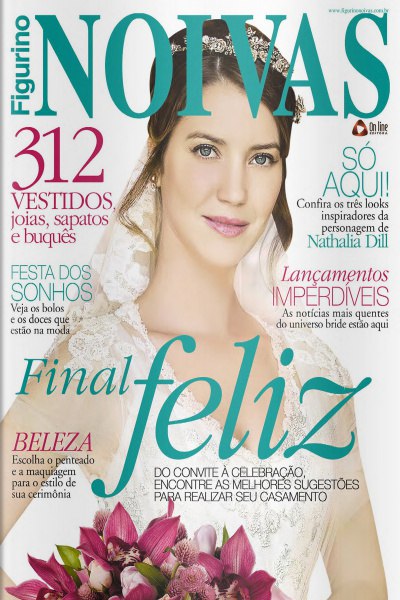 www.figurinonoivas.com.br
Figurino
NOIVAS
On line
EDITORA
312
VESTIDOS,
joias, sapatos
e buquês
SÓ
AQUI!
Confira os três looks
inspiradores da
personagem de
Nathalia Dill
FESTA DOS
SONHOS
Veja os bolos
e os doces que
estão na moda
Lançamentos
IMPERDÍVEIS
As notícias mais quentes
do universo bride estão aqui
Final feliz
BELEZA
Escolha o penteado
e a maquiagem
para o estilo de
sua cerimônia
DO CONVITE À CELEBRAÇÃO,
ENCONTRE AS MELHORES SUGESTÕES
PARA REALIZAR SEU CASAMENTO